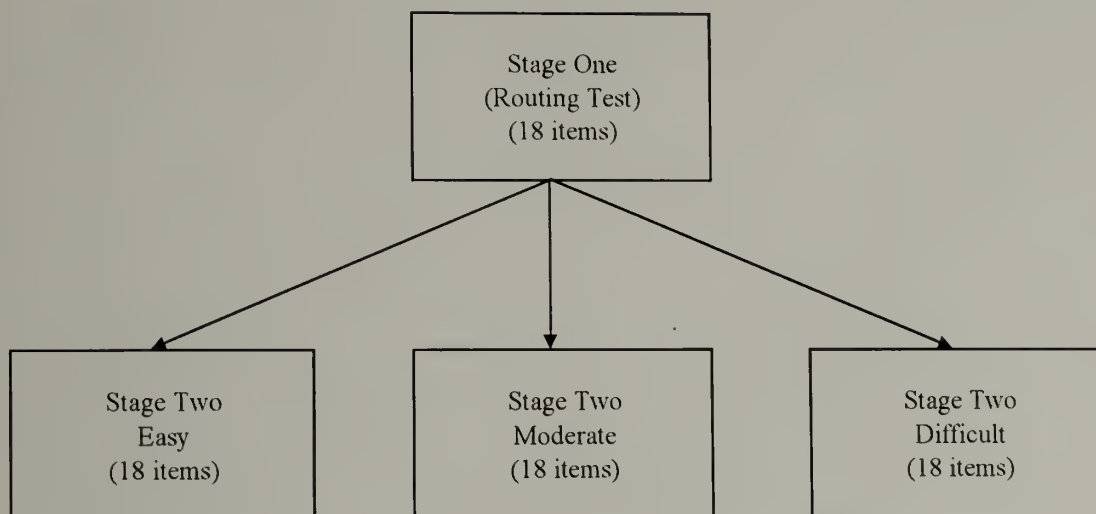 Stage One
(Routing Test)
(18 items)
Stage Two
Easy
(18 items)
Stage Two
Moderate
(18 items)
Stage Two
Difficult
(18 items)